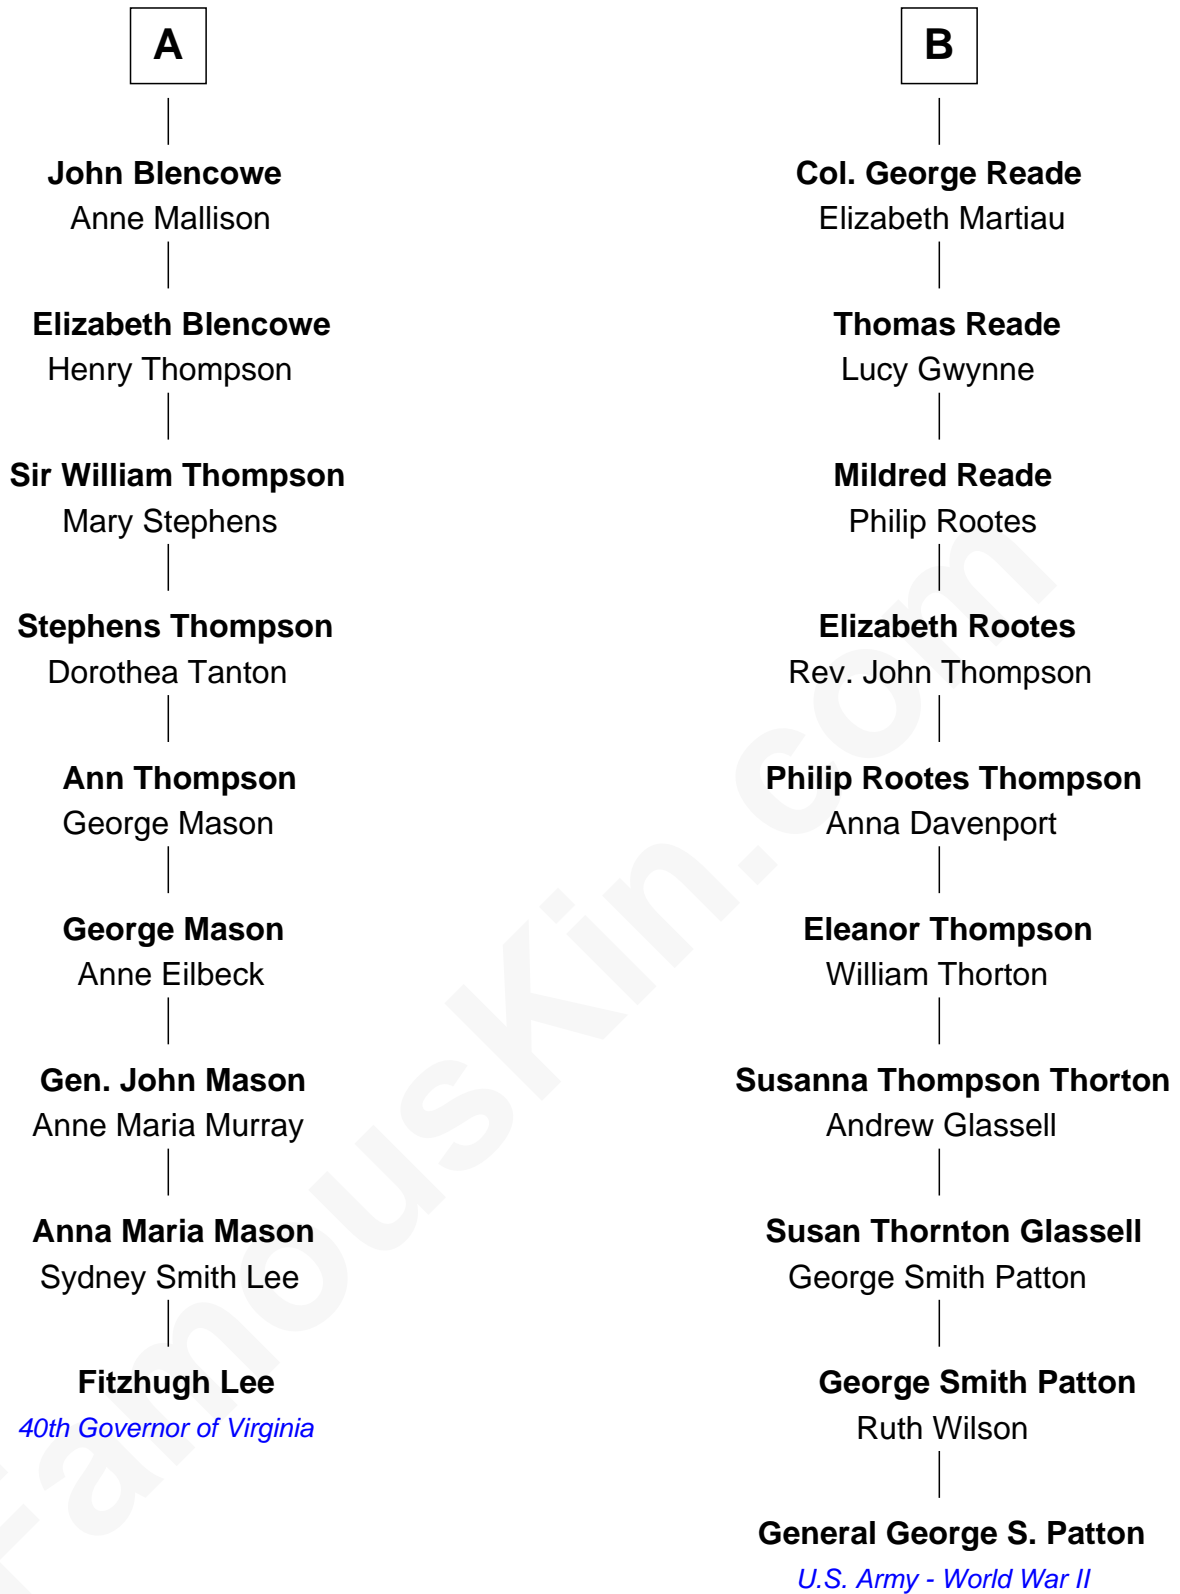 A
John Blencowe
Anne Mallison
Elizabeth Blencowe
Henry Thompson
Sir William Thompson
Mary Stephens
Stephens Thompson
Dorothea Tanton
Ann Thompson
George Mason
George Mason
Anne Eilbeck
Gen. John Mason
Anne Maria Murray
Anna Maria Mason
Sydney Smith Lee
Fitzhugh Lee
40th Governor of Virginia
B
Col. George Reade
Elizabeth Martiau
Thomas Reade
Lucy Gwynne
Mildred Reade
Philip Rootes
Elizabeth Rootes
Rev. John Thompson
Philip Rootes Thompson
Anna Davenport
Eleanor Thompson
William Thorton
Susanna Thompson Thorton
Andrew Glassell
Susan Thornton Glassell
George Smith Patton
George Smith Patton
Ruth Wilson
General George S. Patton
U.S. Army - World War II
FamousKin.com